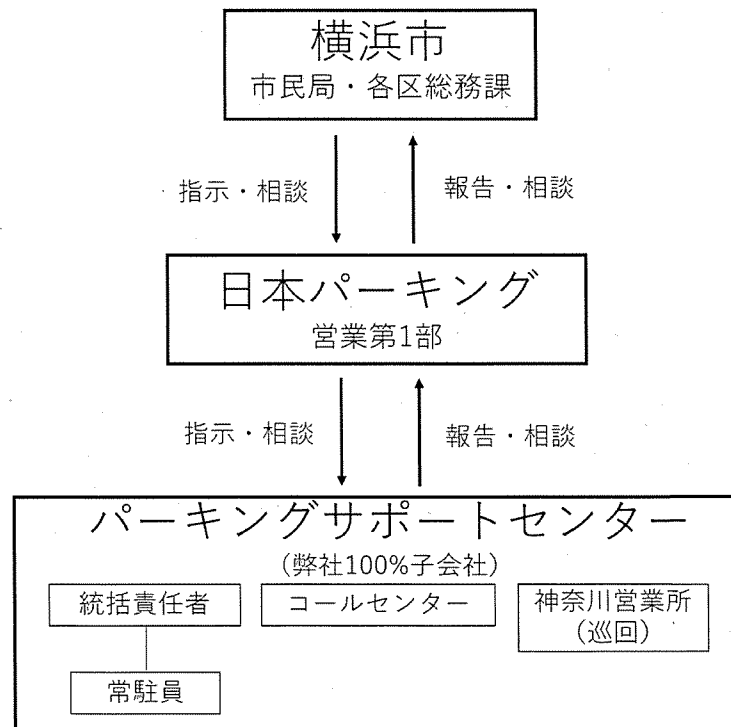 横浜市
市民局・各区総務課
指示・相談
報告・相談
日本パーキング
営業第1部
指示・相談
報告・相談
パーキングサポートセンター
(弊社100%子会社)
統括責任者
コールセンター
神奈川営業所
(巡回)
常駐員